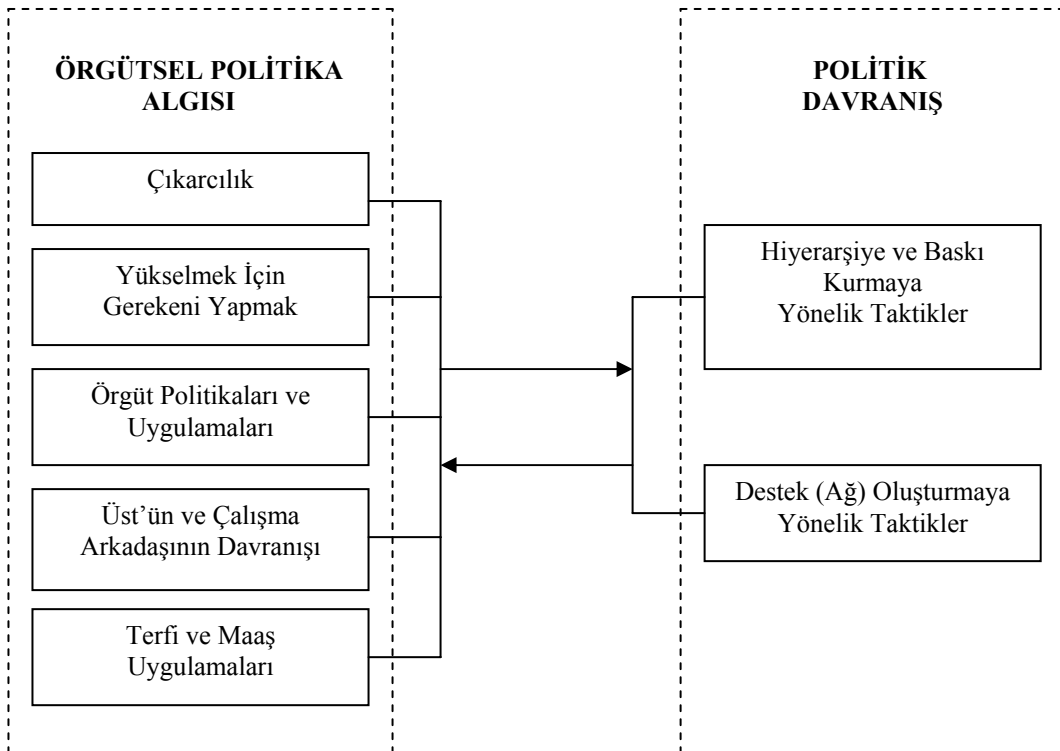 ÖRGÜTSEL POLİTİKA
ALGISI
Çıkarcılık
Yükselmek İçin
Gerekeni Yapmak
Örgüt Politikaları ve
Uygulamaları
Üst’ün ve Çalışma
Arkadaşının Davranışı
Terfi ve Maaş
Uygulamaları
POLİTİK
DAVRANIŞ
Hiyerarşiye ve Baskı
Kurmaya
Yönelik Taktikler
Destek (Ağ) Oluşturmaya
Yönelik Taktikler